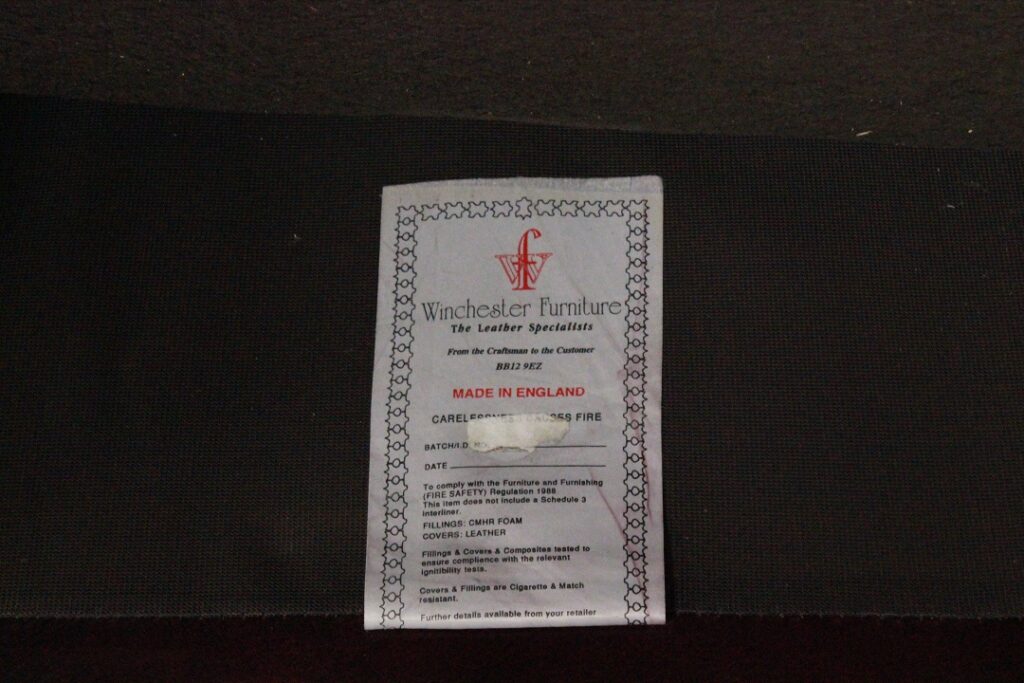 fW
Winchester Furniture
The Leather Specialists
From the Craftsman to the Customer
BB12 9EZ
MADE IN ENGLAND
CARELESSNESS CAUSES FIRE
BATCH/I.D.
DATE
To comply with the Furniture and Furnishing
(FIRE SAFETY) Regulation 1988
This item does not include a Schedule 3
interliner.
FILLINGS: CMHR FOAM
COVERS: LEATHER
Fillings & Covers & Composites tested to
ensure compliance with the relevant
ignitibility tests.
Covers & Fillings are Cigarette & Match
resistant.
Further details available from your retailer